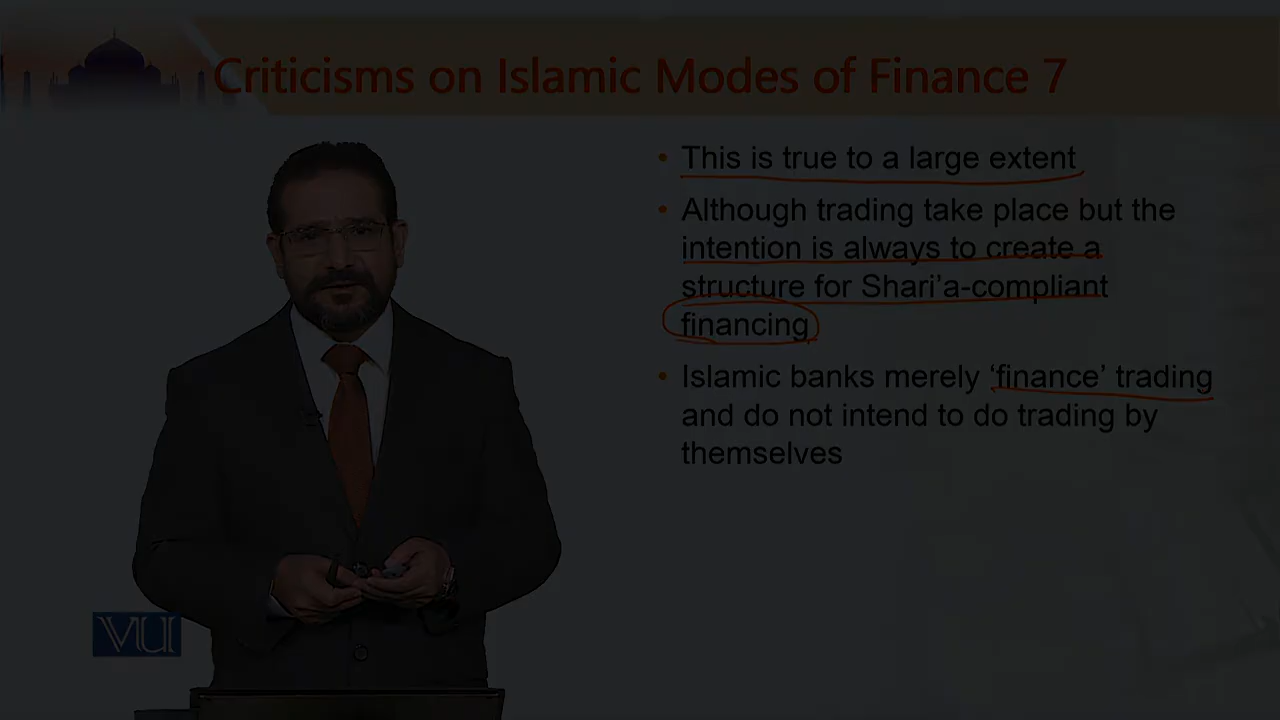 Criticisms on Islamic Modes of Finance 7
• This is true to a large extent
• Although trading take place but the
intention is always to create a
structure for Shari’a-compliant
financing
• Islamic banks merely ‘finance’ trading
and do not intend to do trading by
themselves
VU